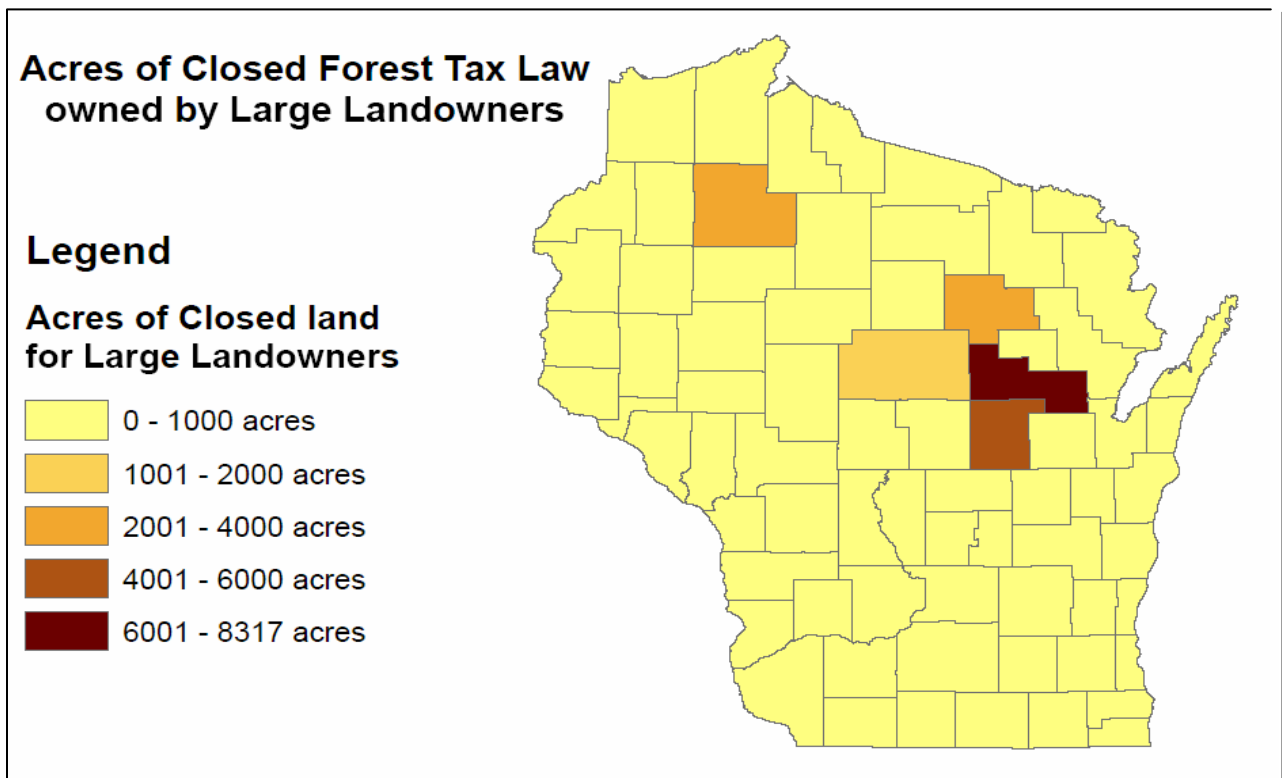 Acres of Closed Forest Tax Law
owned by Large Landowners
Legend
Acres of Closed land
for Large Landowners
0 - 1000 acres
1001 - 2000 acres
2001 - 4000 acres
4001 - 6000 acres
6001 - 8317 acres